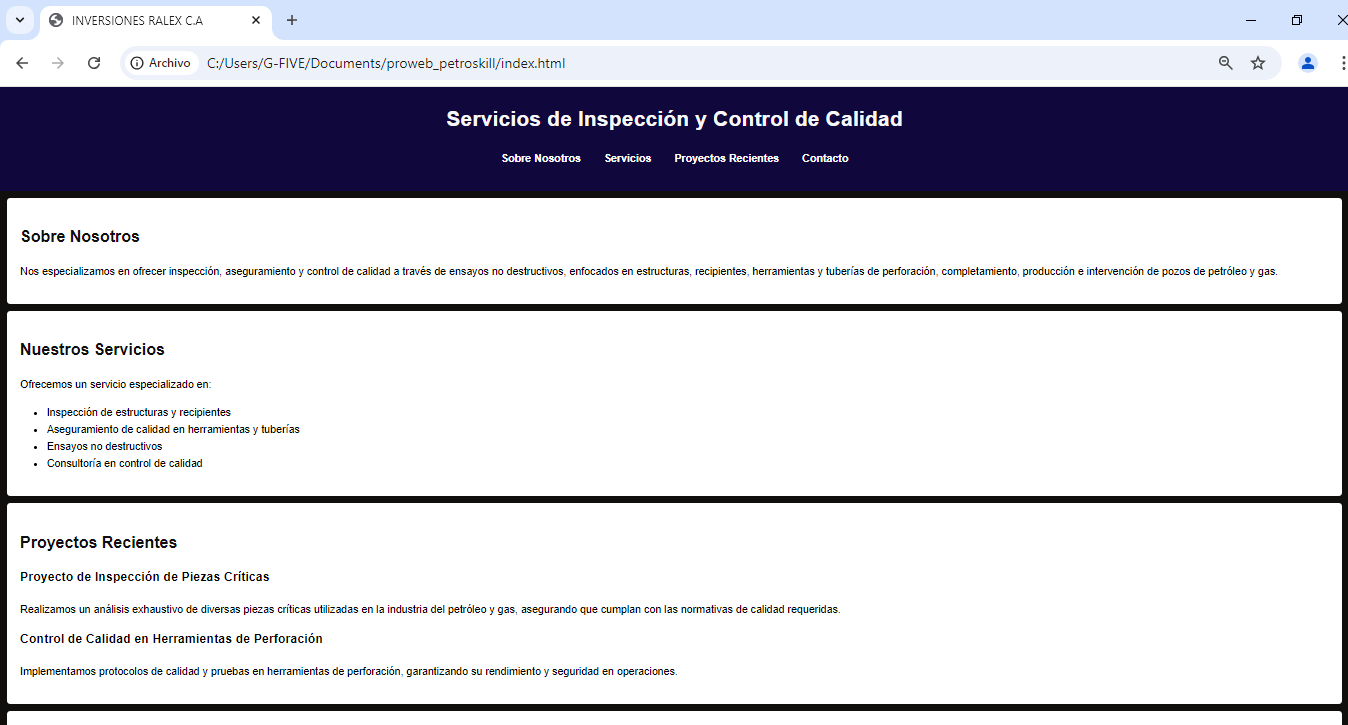 INVERSIONES RALEX C.A
Archivo C:/Users/G-FIVE/Documents/proweb_petroskill/index.html
Servicios de Inspección y Control de Calidad
Sobre Nosotros Servicios Proyectos Recientes Contacto
Sobre Nosotros
Nos especializamos en ofrecer inspección, aseguramiento y control de calidad a través de ensayos no destructivos, enfocados en estructuras, recipientes, herramientas y tuberías de perforación, completamiento, producción e intervención de pozos de petróleo y gas.
Nuestros Servicios
Ofrecemos un servicio especializado en:
• Inspección de estructuras y recipientes
• Aseguramiento de calidad en herramientas y tuberías
• Ensayos no destructivos
• Consultoría en control de calidad
Proyectos Recientes
Proyecto de Inspección de Piezas Críticas
Realizamos un análisis exhaustivo de diversas piezas críticas utilizadas en la industria del petróleo y gas, asegurando que cumplan con las normativas de calidad requeridas.
Control de Calidad en Herramientas de Perforación
Implementamos protocolos de calidad y pruebas en herramientas de perforación, garantizando su rendimiento y seguridad en operaciones.